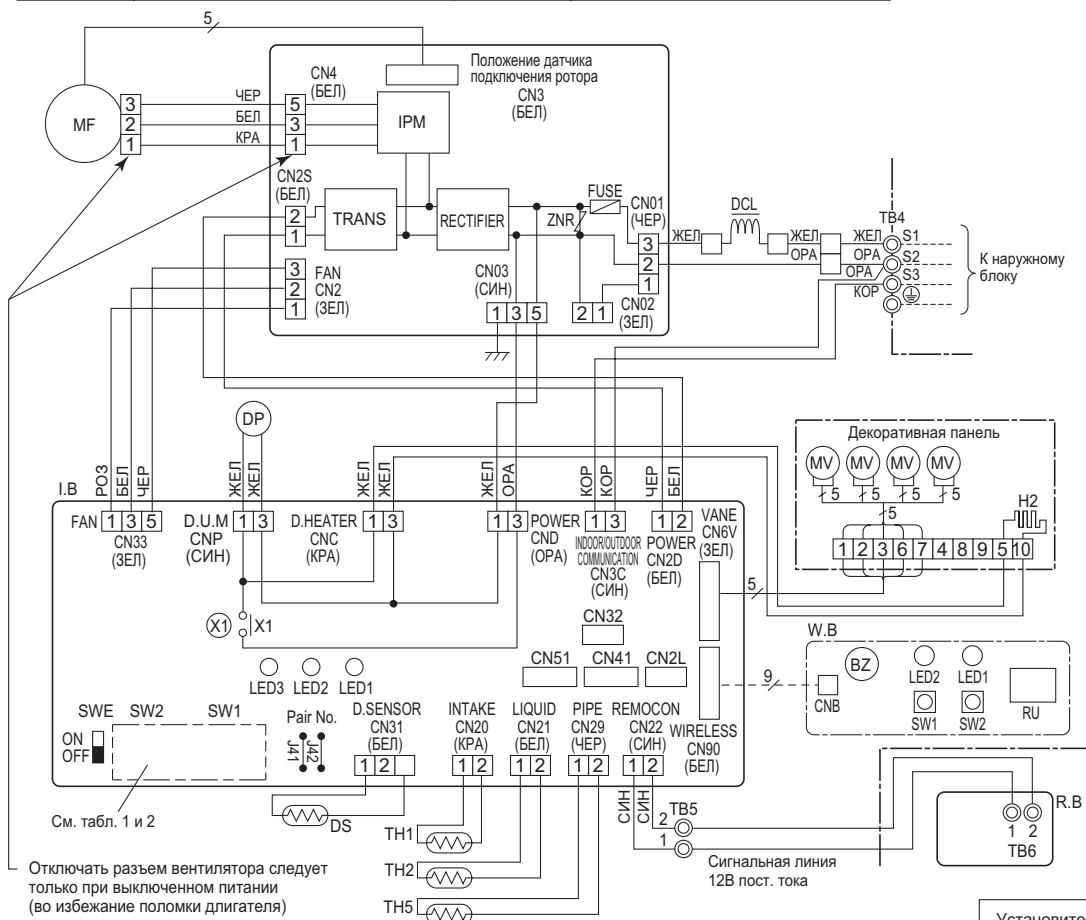 5
Положение датчика
подключения ротора
CN3
(БЕЛ)
CN4
(БЕЛ)
MF
3 ЧЕР 5
2 БЕЛ 3
1 КРА 1
IPM
CN2S
(БЕЛ)
2
1
TRANS
RECTIFIER
ZNR
FUSE
CN01
(ЧЕР)
3
2
1
ЖЕЛ
DCL
ЖЕЛ
ОРА
TB4
ЖЕЛ S1
ОРА S2
ОРА S3
КОР
К наружному
блоку
3
2
1
FAN
CN2
(ЗЕЛ)
CN03
(СИН)
1 3 5
2 1
CN02
(ЗЕЛ)
DP
I.B
РОЗ
БЕЛ
ЧЕР
ЖЕЛ
ЖЕЛ
ЖЕЛ
ЖЕЛ
ЖЕЛ
ОРА
КОР
КОР
ЧЕР
БЕЛ
FAN 1 3 5
CN33
(ЗЕЛ)
D.U.M 1 3
CNP
(СИН)
D.HEATER 1 3
CNC
(КРА)
1 3 POWER
CND
(ОРА)
1 3
INDOOR/OUTDOOR
COMMUNICATION
CN3C
(СИН)
1 2
POWER
CN2D
(БЕЛ)
VANE
CN6V
(ЗЕЛ)
5
Декоративная панель
MV MV MV MV
5 5 5 5
5
H2
1 2 3 6 7 4 8 9 5 10
X1 X1
CN32
CN51 CN41 CN2L
LED3 LED2 LED1
W.B
BZ
LED2 LED1
9
CNB
SW1 SW2
RU
SWE SW2 SW1
ON
OFF
Pair No.
J41
J42
D.SENSOR
CN31
(БЕЛ)
1 2
INTAKE
CN20
(КРА)
1 2
LIQUID
CN21
(БЕЛ)
1 2
PIPE
CN29
(ЧЕР)
1 2
REMOCON
CN22
(СИН)
1 2
WIRELESS
CN90
(БЕЛ)
См. табл. 1 и 2
DS
TH1
TH2
TH5
СИН
СИН
TB5
2
1
Сигнальная линия
12В пост. тока
R.B
1 2
TB6
Отключать разъем вентилятора следует
только при выключенном питании
(во избежание поломки длигателя)
Установите